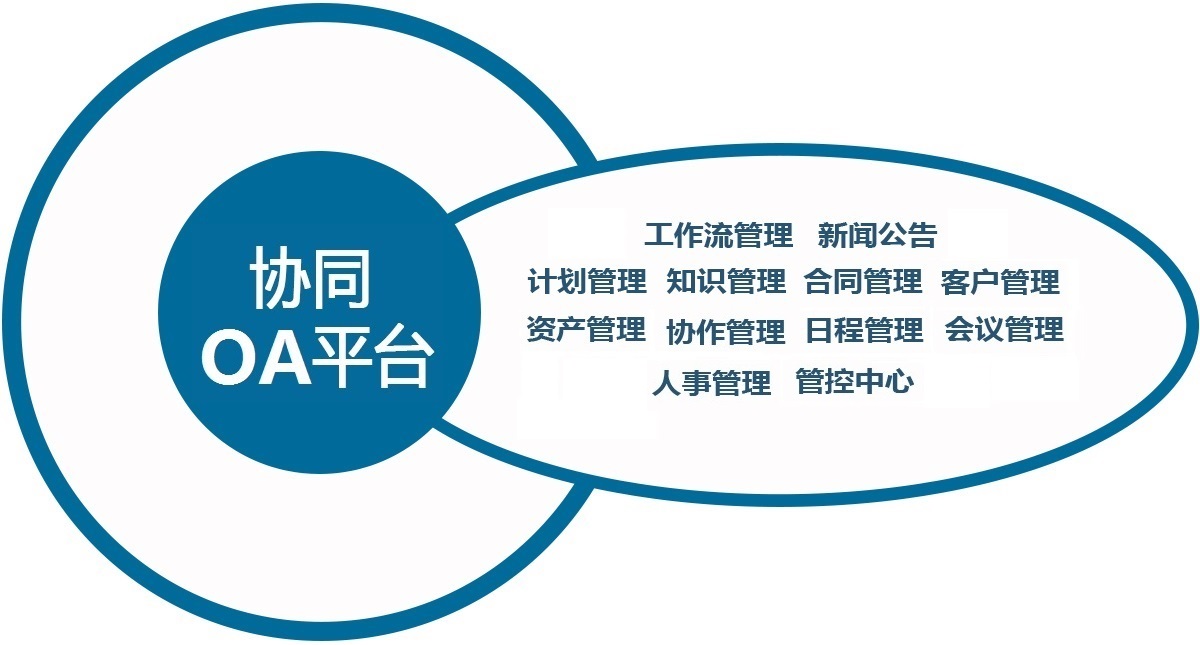 协同
OA平台
工作流管理 新闻公告
计划管理 知识管理 合同管理 客户管理
资产管理 协作管理 日程管理 会议管理
人事管理 管控中心